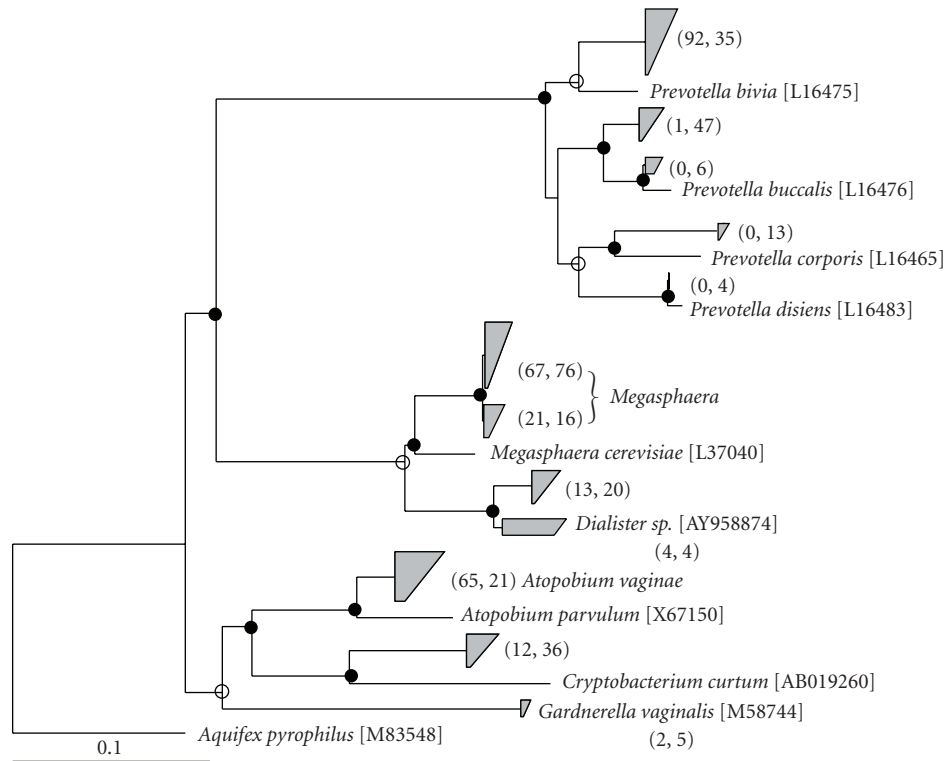 (92, 35)
Prevotella bivia [L16475]
(1, 47)
(0, 6)
Prevotella buccalis [L16476]
(0, 13)
Prevotella corporis [L16465]
(0, 4)
Prevotella disiens [L16483]
(67, 76)
Megasphaera
(21, 16)
Megasphaera cerevisiae [L37040]
(13, 20)
Dialister sp. [AY958874]
(4, 4)
(65, 21) Atopobium vaginae
Atopobium parvulum [X67150]
(12, 36)
Cryptobacterium curtum [AB019260]
Gardnerella vaginalis [M58744]
(2, 5)
Aquifex pyrophilus [M83548]
0.1